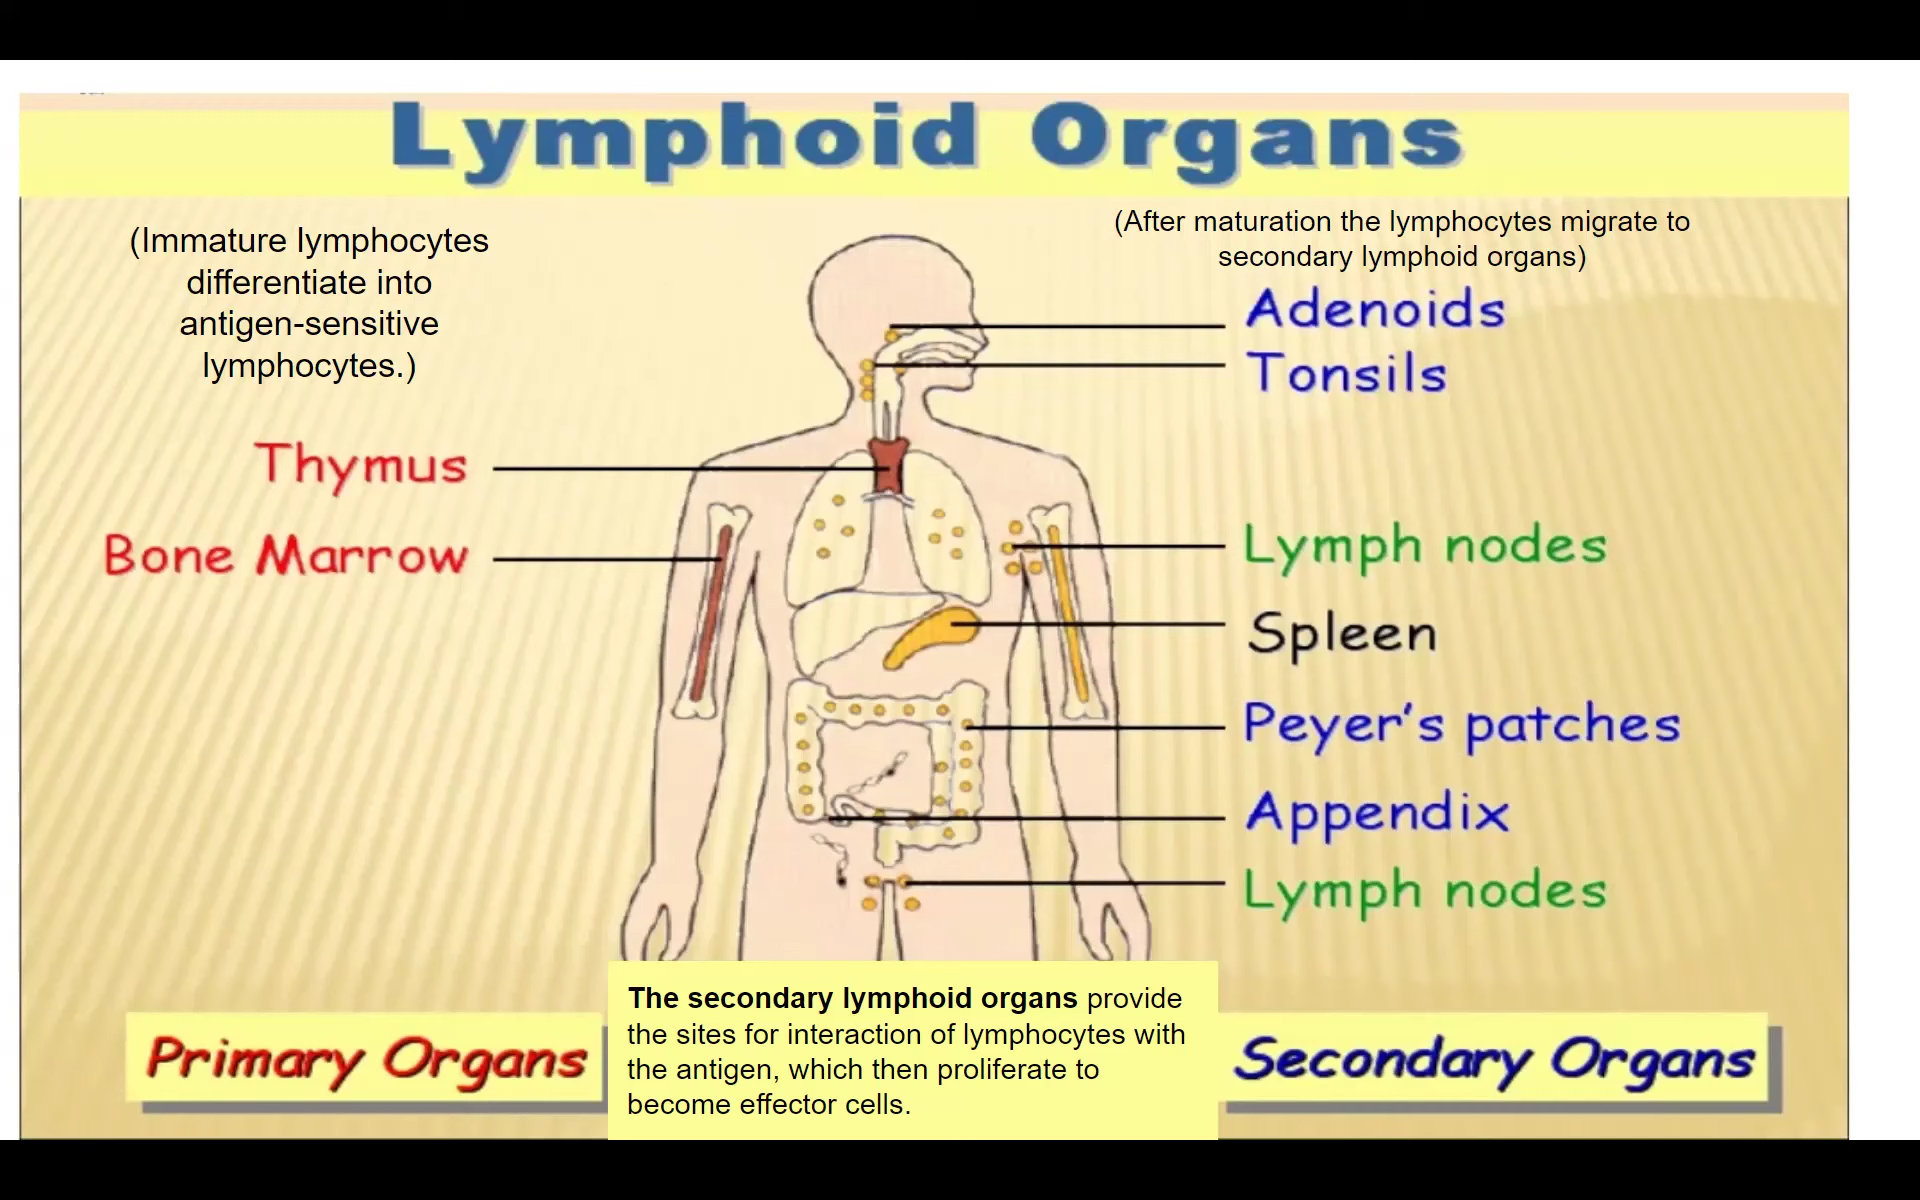 Lymphoid Organs
(Immature lymphocytes
differentiate into
antigen-sensitive
lymphocytes.)
Thymus
Bone Marrow
(After maturation the lymphocytes migrate to
secondary lymphoid organs)
Adenoids
Tonsils
Lymph nodes
Spleen
Peyer's patches
Appendix
Lymph nodes
Primary Organs
The secondary lymphoid organs provide
the sites for interaction of lymphocytes with
the antigen, which then proliferate to
become effector cells.
Secondary Organs